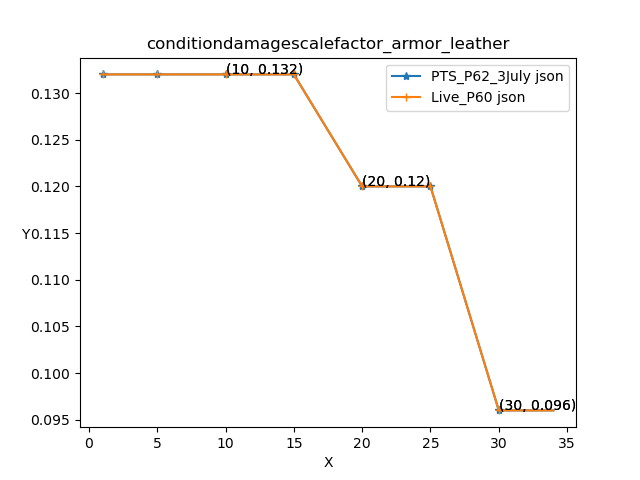 conditiondamagescalefactor_armor_leather
PTS_P62_3July json
Live_P60 json
(10, 0.132)
(20, 0.12)
(30, 0.096)
Y
0.130
0.125
0.120
0.115
0.110
0.105
0.100
0.095
0 5 10 15 20 25 30 35
X